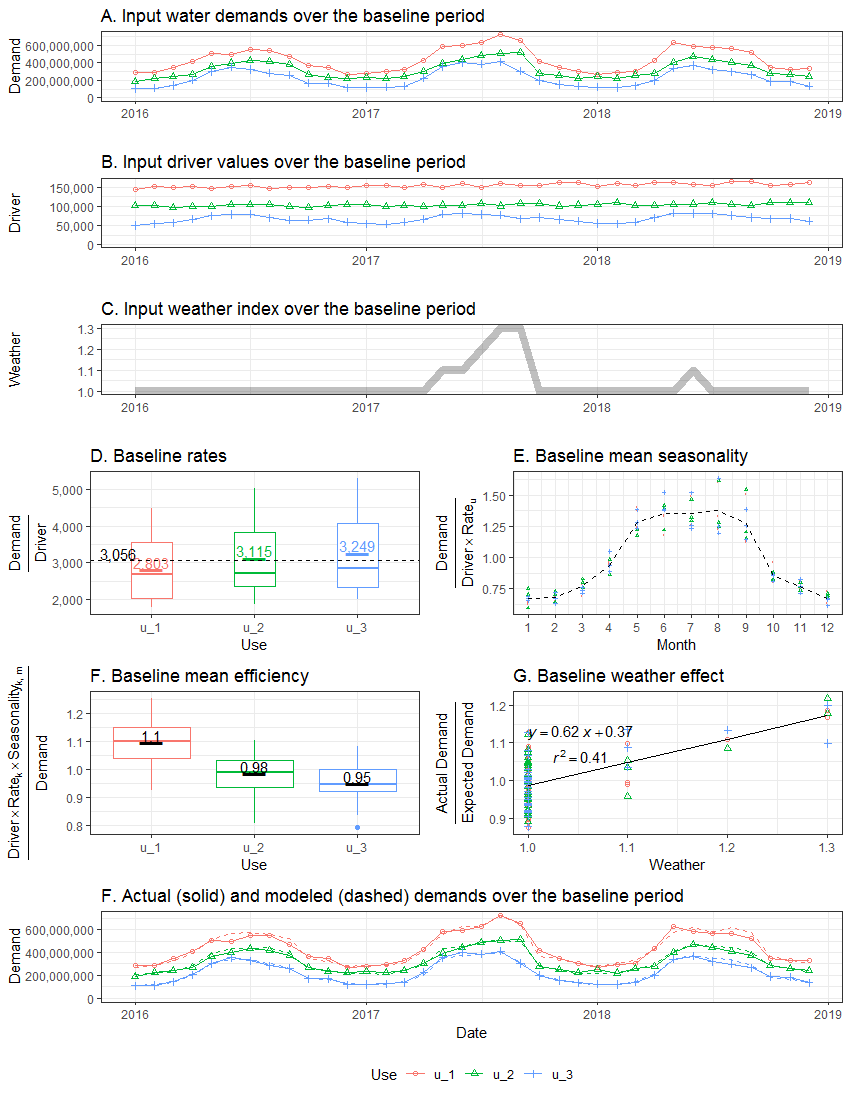 A. Input water demands over the baseline period
Demand
600,000,000
400,000,000
200,000,000
0
2016 2017 2018 2019
B. Input driver values over the baseline period
Driver
150,000
100,000
50,000
0
2016 2017 2018 2019
C. Input weather index over the baseline period
Weather
1.3
1.2
1.1
1.0
2016 2017 2018 2019
D. Baseline rates
Demand
Driver
5,000
4,000
3,000
2,000
3,056
2,803
3,115
3,249
u_1 u_2 u_3
Use
E. Baseline mean seasonality
Demand
Driver × Rateᵤ
1.50
1.25
1.00
0.75
1 2 3 4 5 6 7 8 9 10 11 12
Month
F. Baseline mean efficiency
Driver × Rateₖ × Seasonalityₖ, ₘ
Demand
1.2
1.1
1.0
0.9
0.8
1.1
0.98
0.95
u_1 u_2 u_3
Use
G. Baseline weather effect
Actual Demand
Expected Demand
1.2
1.1
1.0
0.9
y = 0.62 x + 0.37
r² = 0.41
1.0 1.1 1.2 1.3
Weather
F. Actual (solid) and modeled (dashed) demands over the baseline period
Demand
600,000,000
400,000,000
200,000,000
0
2016 2017 2018 2019
Date
Use u_1 u_2 u_3